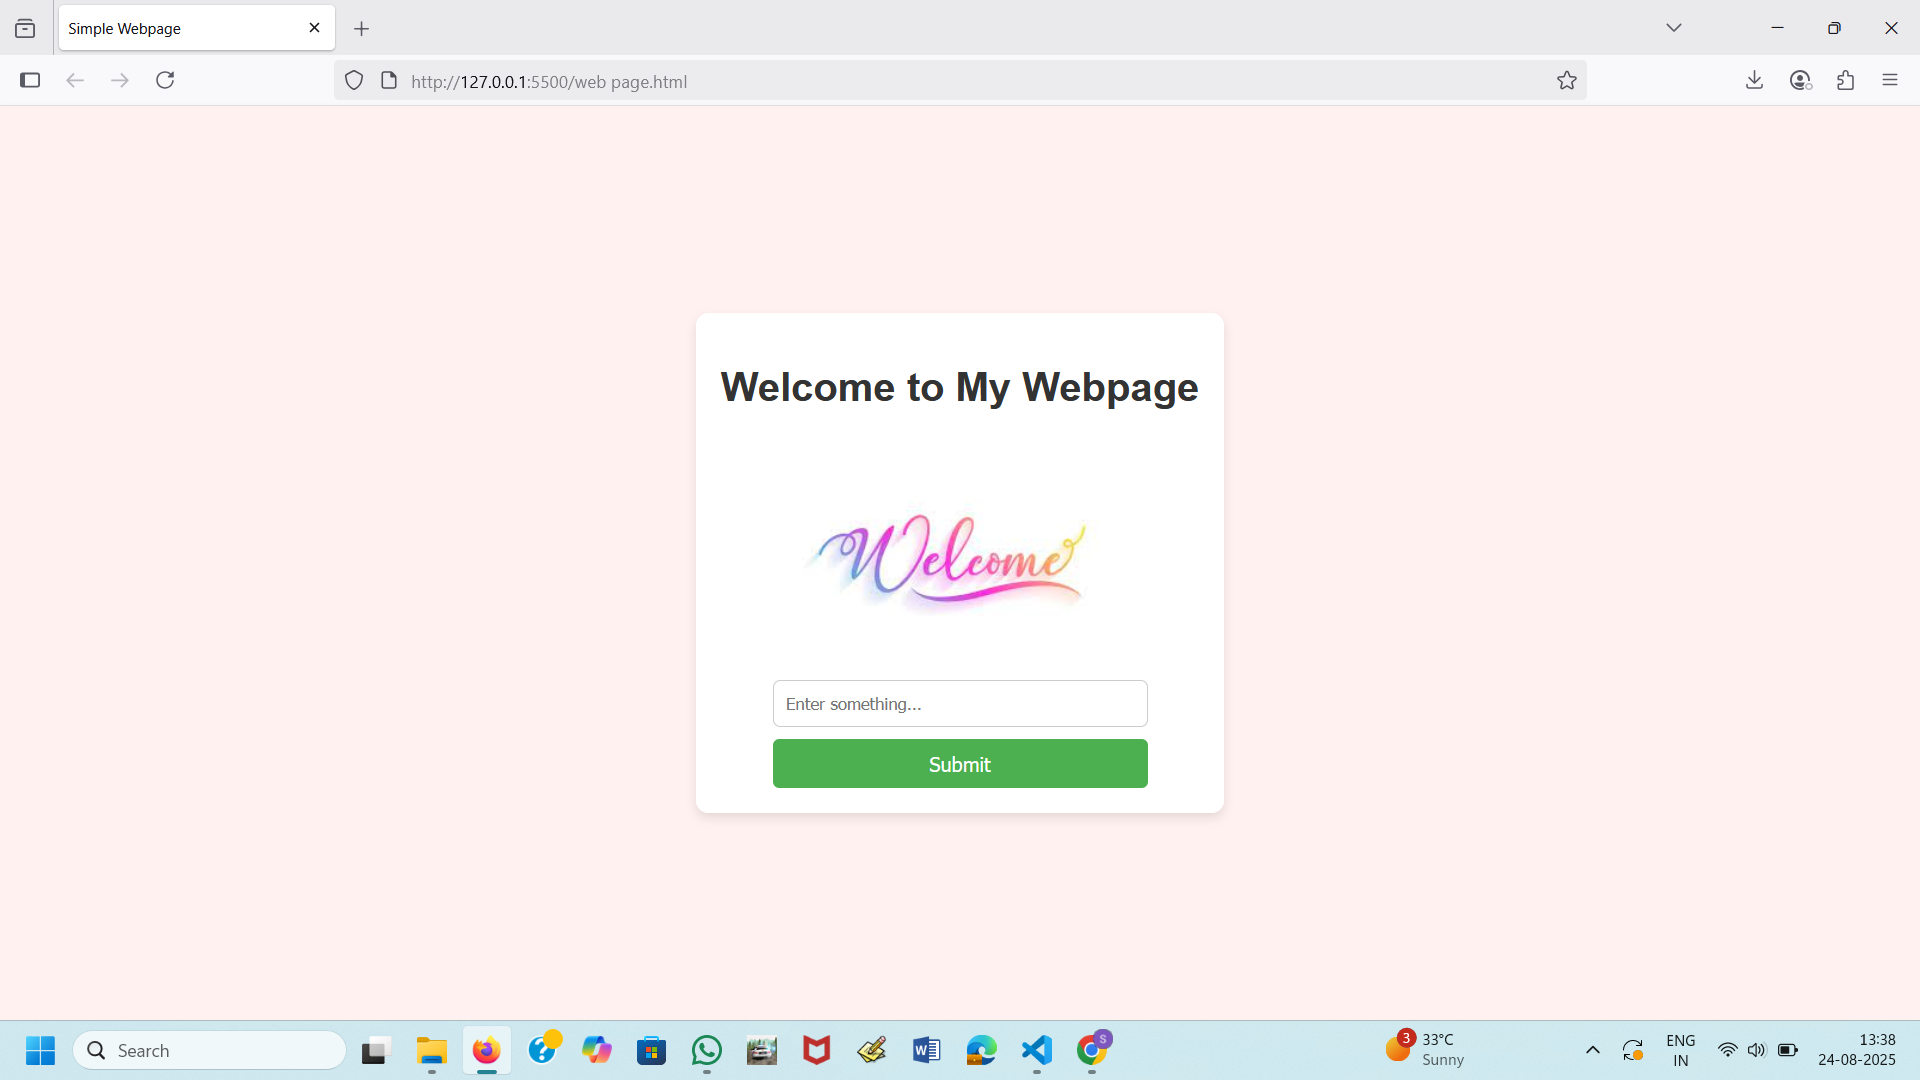 Simple Webpage
http://127.0.0.1:5500/web page.html
Welcome to My Webpage
Welcome
Enter something...
Submit
Search
S
3
33°C
Sunny
ENG
IN
13:38
24-08-2025